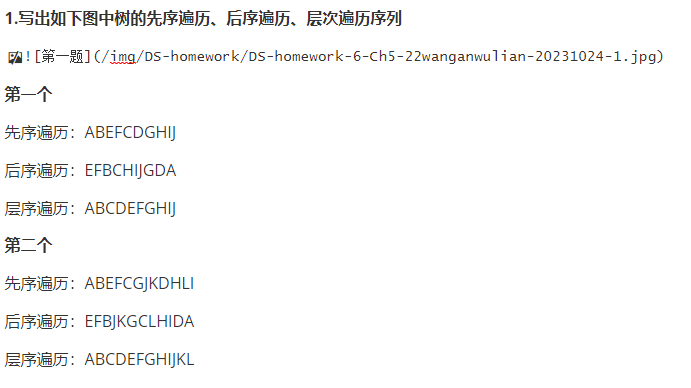 1.写出如下图中树的先序遍历、后序遍历、层次遍历序列
![第一题](/img/DS-homework/DS-homework-6-Ch5-22wanganwulian-20231024-1.jpg)
第一个
先序遍历：ABEFCDGHIJ
后序遍历：EFBCHIJGDA
层序遍历：ABCDEFGHIJ
第二个
先序遍历：ABEFCGJKDHLI
后序遍历：EFBJKGCLHIDA
层序遍历：ABCDEFGHIJKL